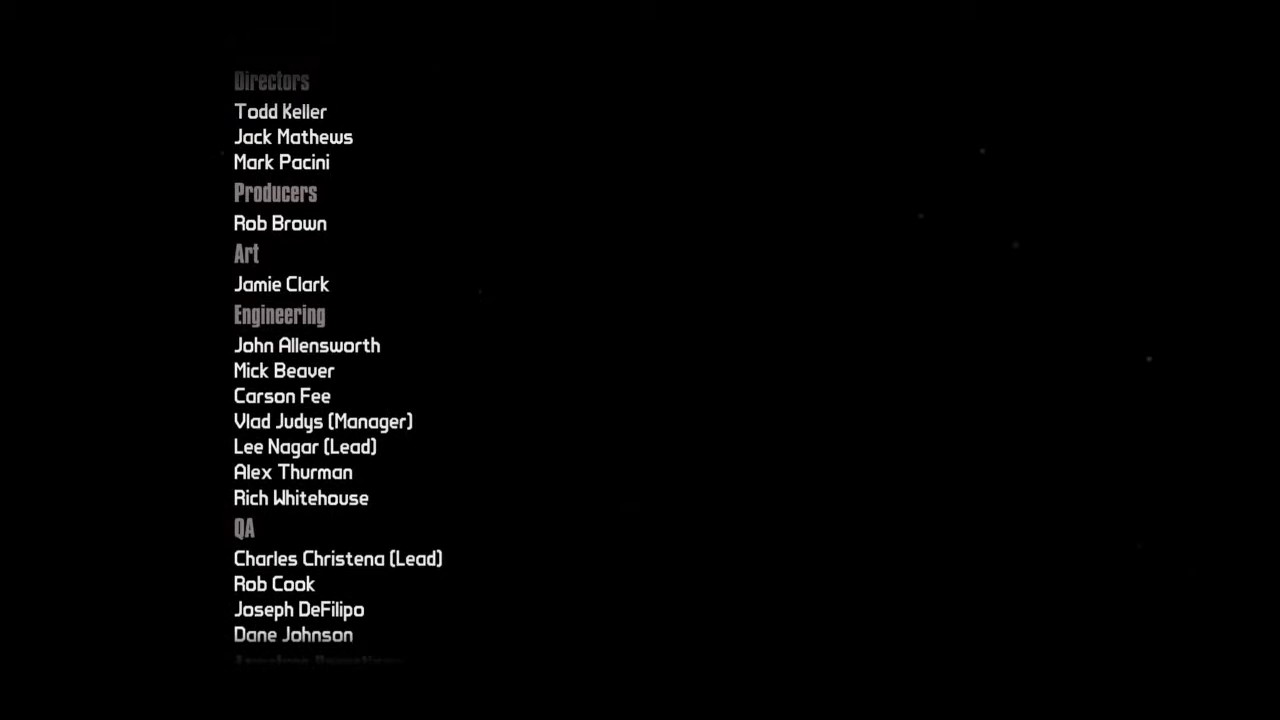 Directors
Todd Keller
Jack Mathews
Mark Pacini
Producers
Rob Brown
Art
Jamie Clark
Engineering
John Allensworth
Mick Beaver
Carson Fee
Vlad Judys (Manager)
Lee Nagar (Lead)
Alex Thurman
Rich Whitehouse
QA
Charles Christena (Lead)
Rob Cook
Joseph DeFilipo
Dane Johnson